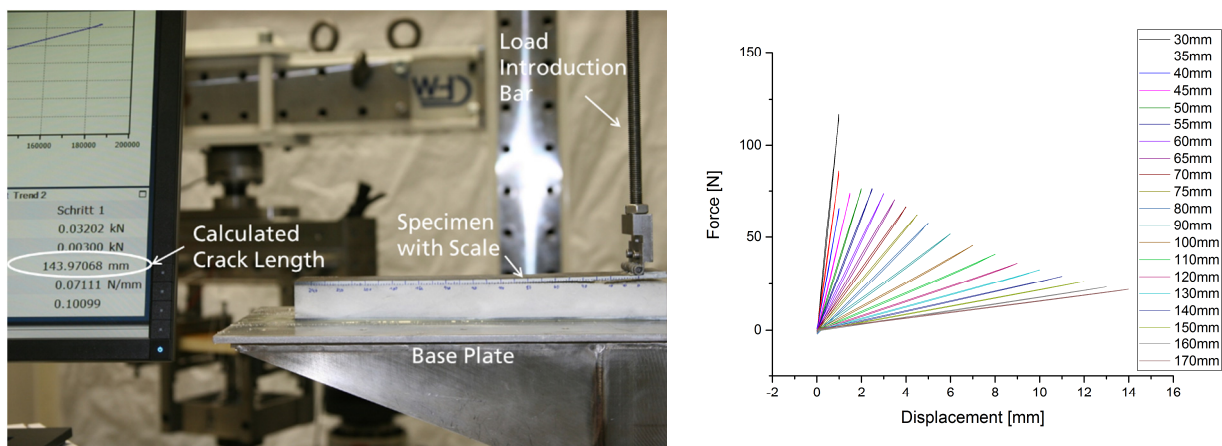 160000
180000
200000
Trend 2
Schritt 1
0.03202 kN
0.00300 kN
143.97068 mm
0.07111 N/mm
0.10099
Calculated
Crack Length
Load
Introduction
Bar
Specimen
with Scale
Base Plate
150
100
50
0
Force [N]
-2
0
2
4
6
8
10
12
14
16
Displacement [mm]
30mm
35mm
40mm
45mm
50mm
55mm
60mm
65mm
70mm
75mm
80mm
90mm
100mm
110mm
120mm
130mm
140mm
150mm
160mm
170mm